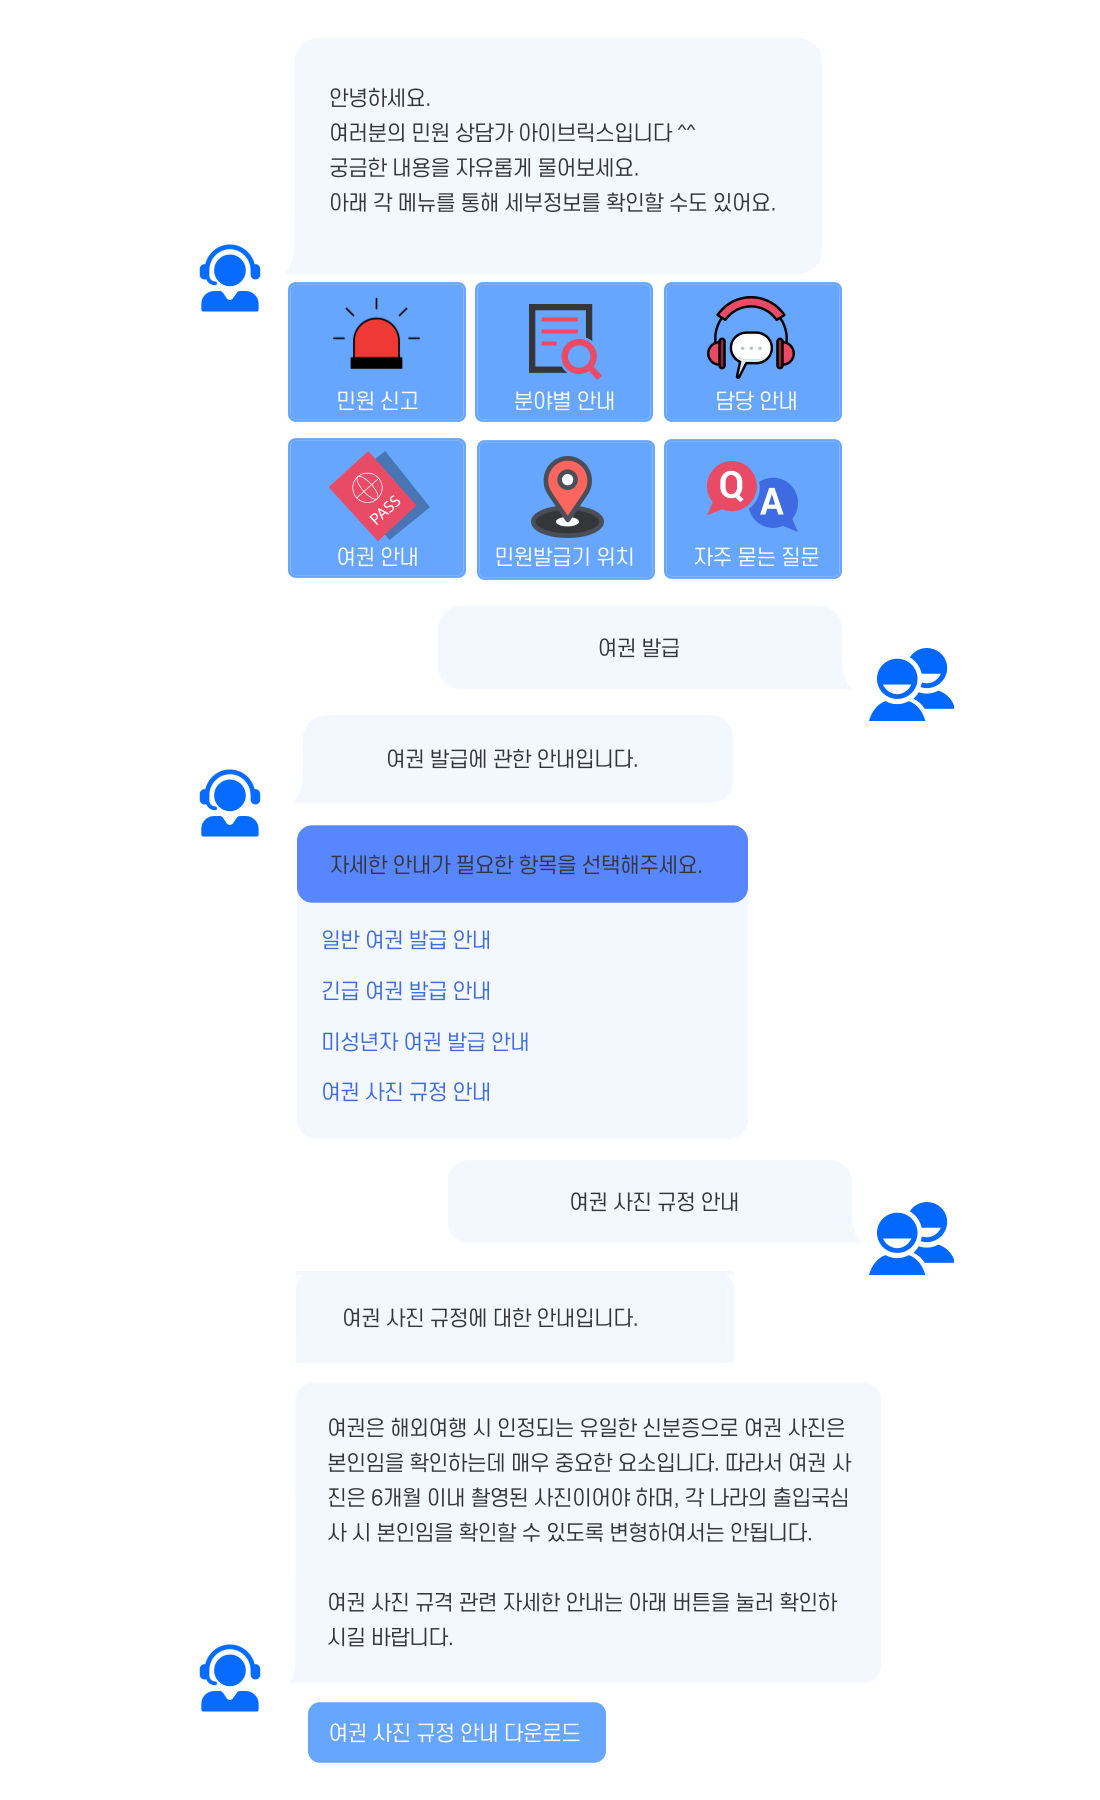 안녕하세요.
여러분의 민원 상담가 아이브릭스입니다 ^^
궁금한 내용을 자유롭게 물어보세요.
아래 각 메뉴를 통해 세부정보를 확인할 수도 있어요.
민원 신고
분야별 안내
담당 안내
PASS
여권 안내
민원발급기 위치
Q A
자주 묻는 질문
여권 발급
여권 발급에 관한 안내입니다.
자세한 안내가 필요한 항목을 선택해주세요.
일반 여권 발급 안내
긴급 여권 발급 안내
미성년자 여권 발급 안내
여권 사진 규정 안내
여권 사진 규정 안내
여권 사진 규정에 대한 안내입니다.
여권은 해외여행 시 인정되는 유일한 신분증으로 여권 사진은
본인임을 확인하는데 매우 중요한 요소입니다. 따라서 여권 사
진은 6개월 이내 촬영된 사진이어야 하며, 각 나라의 출입국심
사 시 본인임을 확인할 수 있도록 변형하여서는 안됩니다.
여권 사진 규격 관련 자세한 안내는 아래 버튼을 눌러 확인하
시길 바랍니다.
여권 사진 규정 안내 다운로드